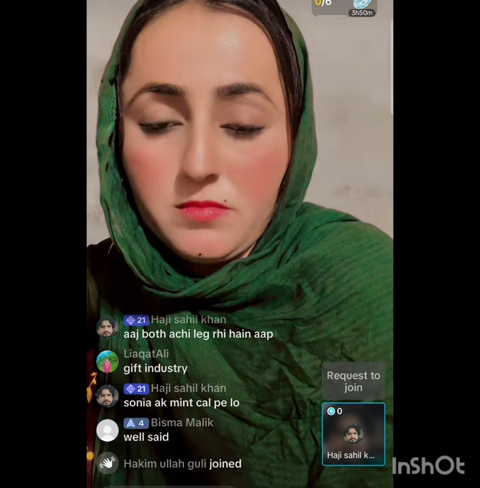 0/6
3h50m
21 Haji sahil khan
aaj both achi leg rhi hain aap
LiaqatAli
gift industry
21 Haji sahil khan
sonia ak mint cal pe lo
4 Bisma Malik
well said
Hakim ullah guli joined
Request to
join
0
Haji sahil k...
InShOt